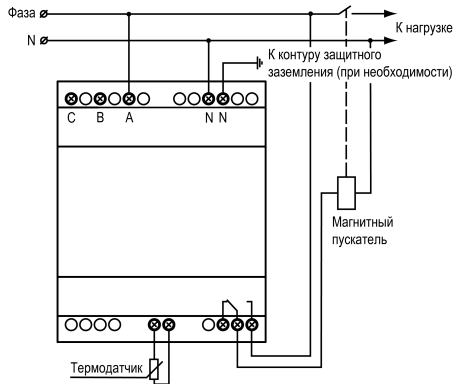 Фаза
К нагрузке
N
К контуру защитного
заземления (при необходимости)
C B A N N
Магнитный
пускатель
Термодатчик